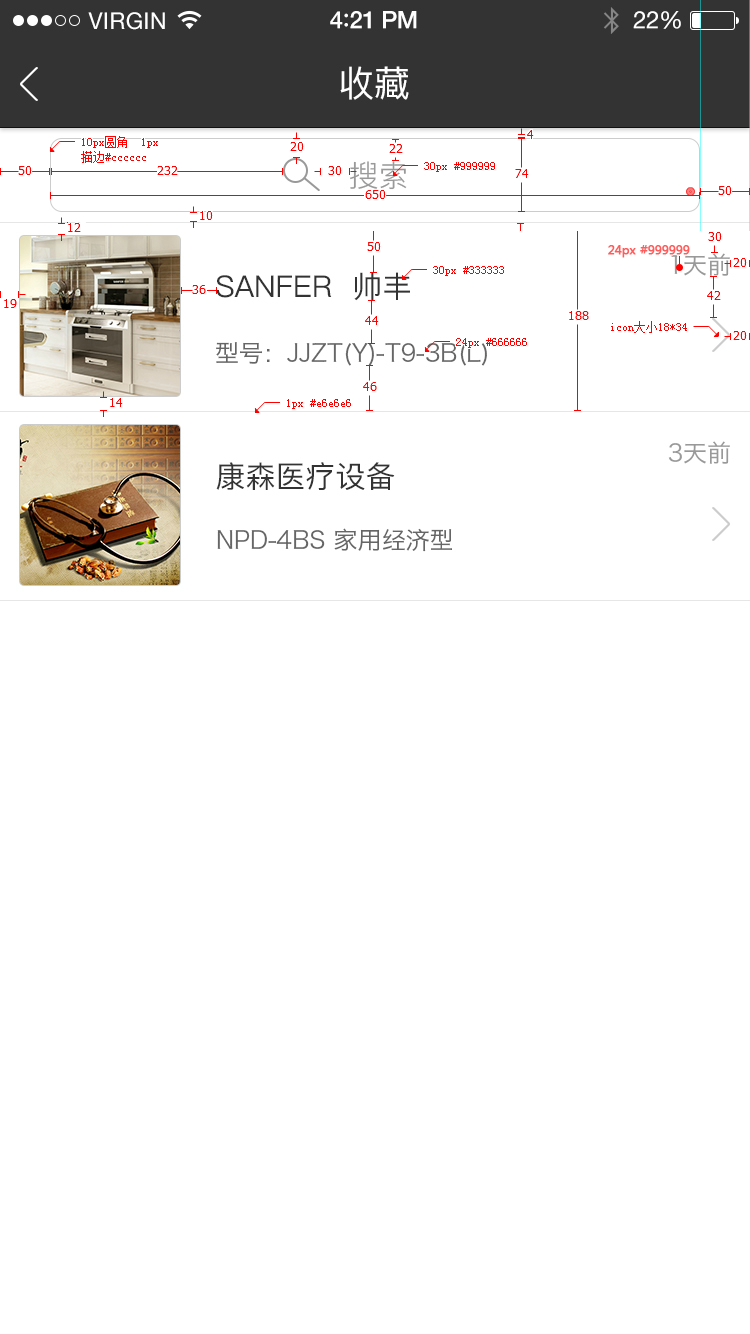 VIRGIN 4:21 PM 22%
收藏
10px圆角 1px
描边#cccccc
4
20
22
50
232
30
搜索
30px #999999
74
650
50
10
12
50
30
24px #999999
1天前
20
30px #333333
SANFER 帅丰
19
36
42
188
44
icon大小18*34
20
24px #666666
型号：JJZT(Y)-T9-3B(L)
46
14
1px #e6e6e6
3天前
康森医疗设备
NPD-4BS 家用经济型